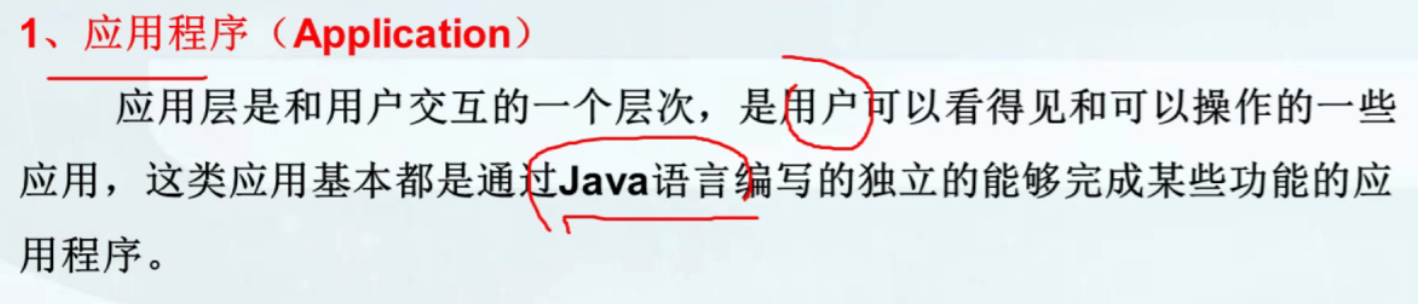 1、应用程序（Application）
应用层是和用户交互的一个层次，是用户可以看得见和可以操作的一些
应用，这类应用基本都是通过Java语言编写的独立的能够完成某些功能的应
用程序。